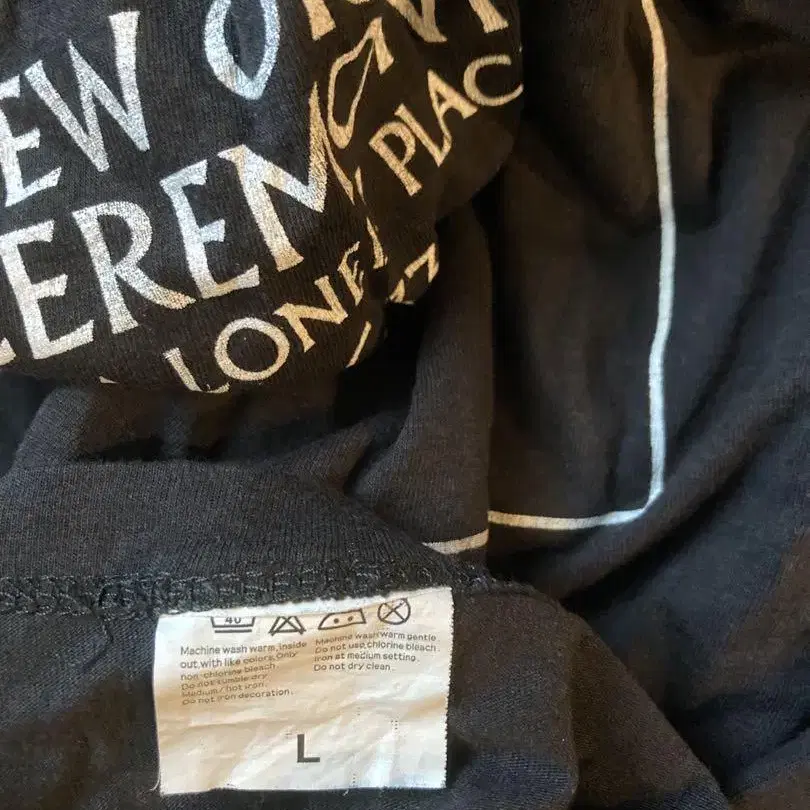 EW
EREM
PLAC
LONE
40
Machine wash warm, inside
out, with like colors. Only
non-chlorine bleach.
Do not tumble dry
Medium / hot iron.
Do not iron decoration.
Machine wash warm gentle.
Do not use chlorine bleach.
Iron at medium setting.
Do not dry clean.
L